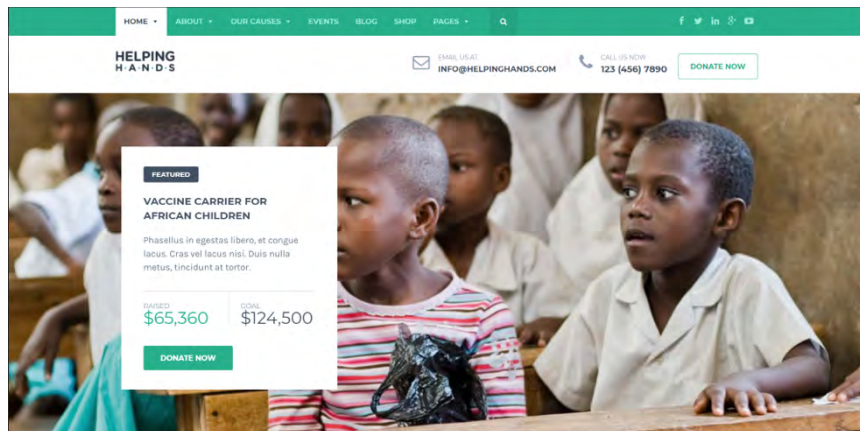 HOME ABOUT OUR CAUSES EVENTS BLOG SHOP PAGES
HELPING
H·A·N·D·S
EMAIL US AT
INFO@HELPINGHANDS.COM
CALL US NOW
123 (456) 7890
DONATE NOW
FEATURED
VACCINE CARRIER FOR
AFRICAN CHILDREN
Phasellus in egestas libero, et congue
lacus. Cras vel lacus nisi. Duis nulla
metus, tincidunt at tortor.
RAISED GOAL
$65,360 $124,500
DONATE NOW